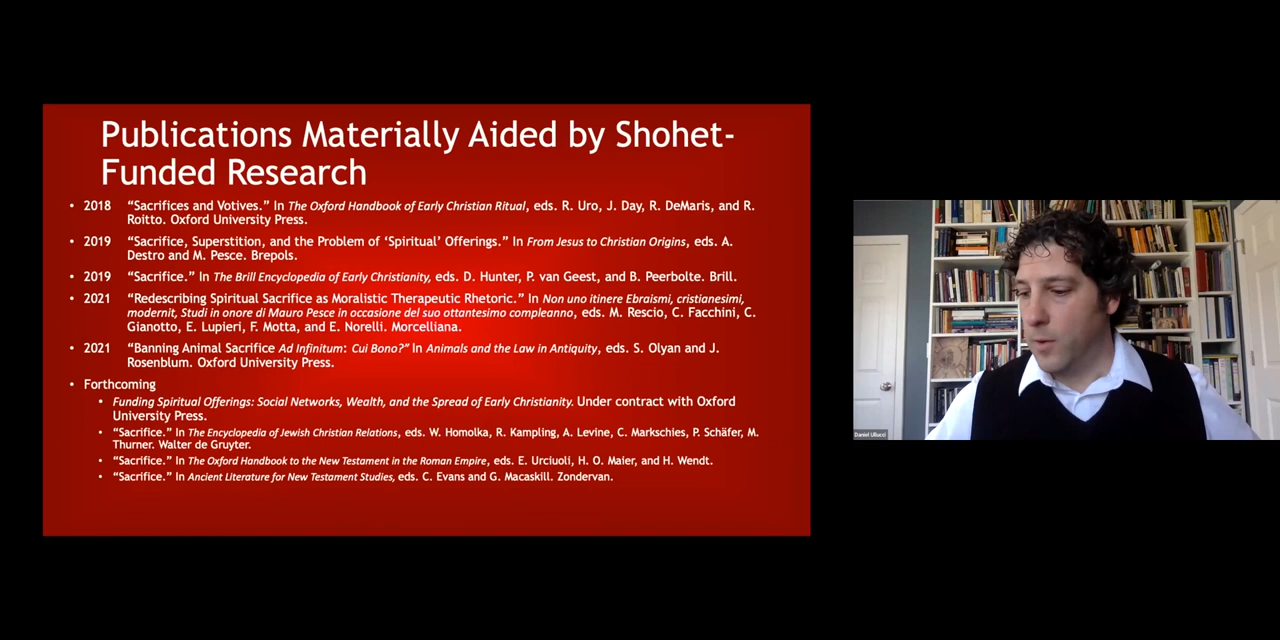 Publications Materially Aided by Shohet-
Funded Research
• 2018 “Sacrifices and Votives.” In The Oxford Handbook of Early Christian Ritual, eds. R. Uro, J. Day, R. DeMaris, and R.
Roitto. Oxford University Press.
• 2019 “Sacrifice, Superstition, and the Problem of ‘Spiritual’ Offerings.” In From Jesus to Christian Origins, eds. A.
Destro and M. Pesce. Brepols.
• 2019 “Sacrifice.” In The Brill Encyclopedia of Early Christianity, eds. D. Hunter, P. van Geest, and B. Peerbolte. Brill.
• 2021 “Redescribing Spiritual Sacrifice as Moralistic Therapeutic Rhetoric.” In Non uno itinere Ebraismi, cristianesimi,
modernit, Studi in onore di Mauro Pesce in occasione del suo ottantesimo compleanno, eds. M. Rescio, C. Facchini, C.
Gianotto, E. Lupieri, F. Motta, and E. Norelli. Morcelliana.
• 2021 “Banning Animal Sacrifice Ad Infinitum: Cui Bono?” In Animals and the Law in Antiquity, eds. S. Olyan and J.
Rosenblum. Oxford University Press.
• Forthcoming
• Funding Spiritual Offerings: Social Networks, Wealth, and the Spread of Early Christianity. Under contract with Oxford
University Press.
• “Sacrifice.” In The Encyclopedia of Jewish Christian Relations, eds. W. Homolka, R. Kampling, A. Levine, C. Markschies, P. Schäfer, M.
Thurner. Walter de Gruyter.
• “Sacrifice.” In The Oxford Handbook to the New Testament in the Roman Empire, eds. E. Urciuoli, H. O. Maier, and H. Wendt.
• “Sacrifice.” In Ancient Literature for New Testament Studies, eds. C. Evans and G. Macaskill. Zondervan.
Daniel Ullucci